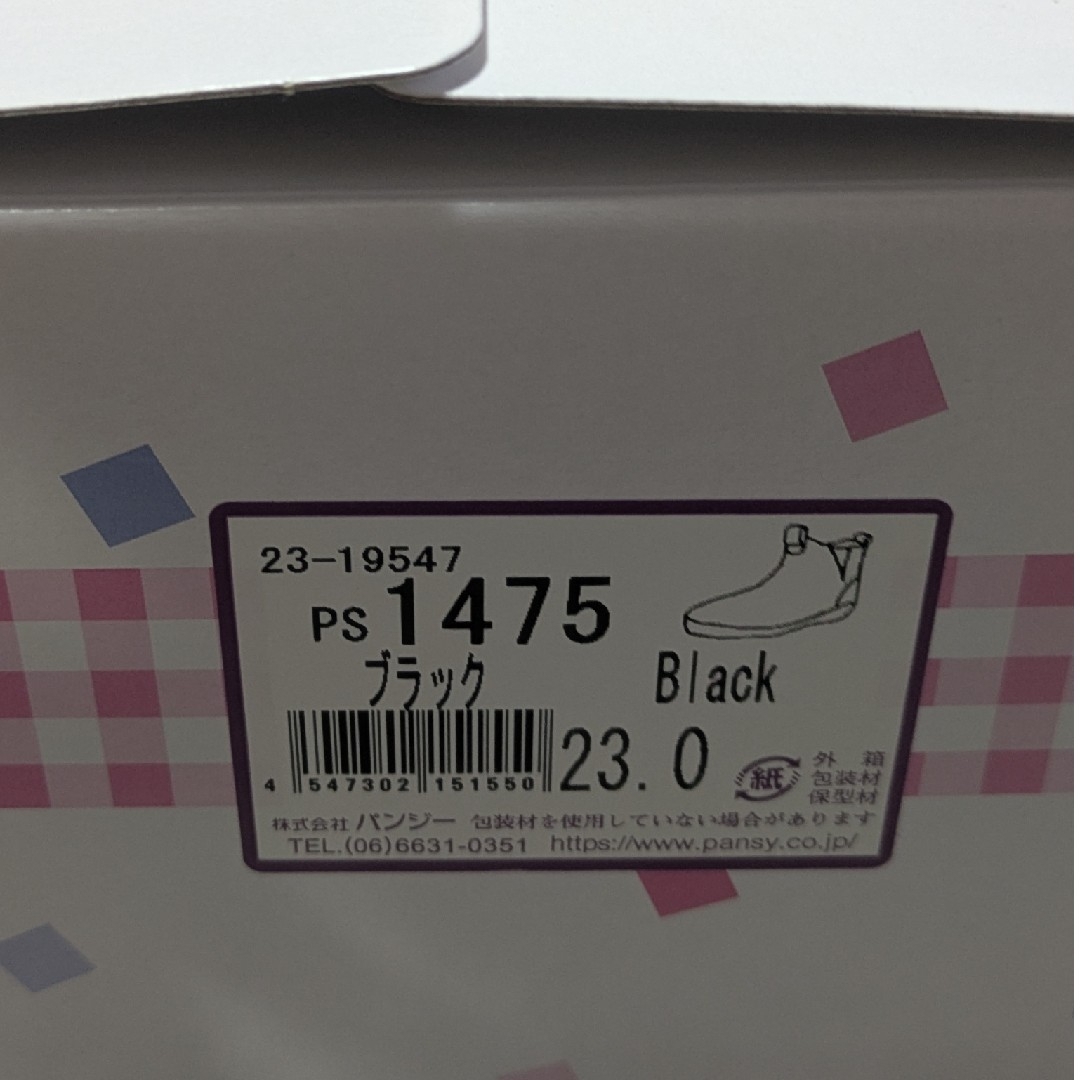 23-19547
PS 1475
ブラック Black
4 547302 151550 23.0
紙 外箱
包装材
保型材
株式会社 パンジー 包装材を使用していない場合があります
TEL.(06)6631-0351 https://www.pansy.co.jp/